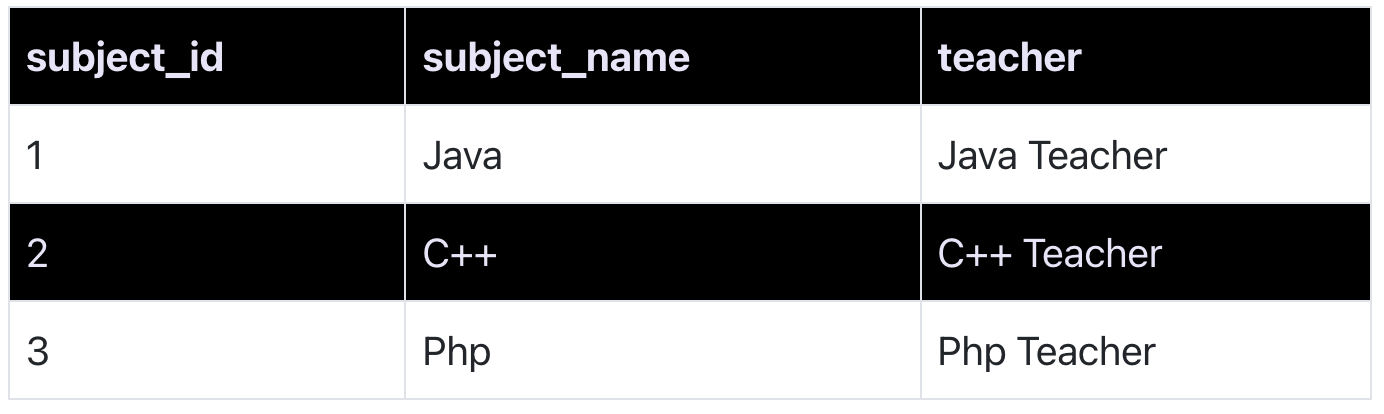 subject_id subject_name teacher
1 Java Java Teacher
2 C++ C++ Teacher
3 Php Php Teacher